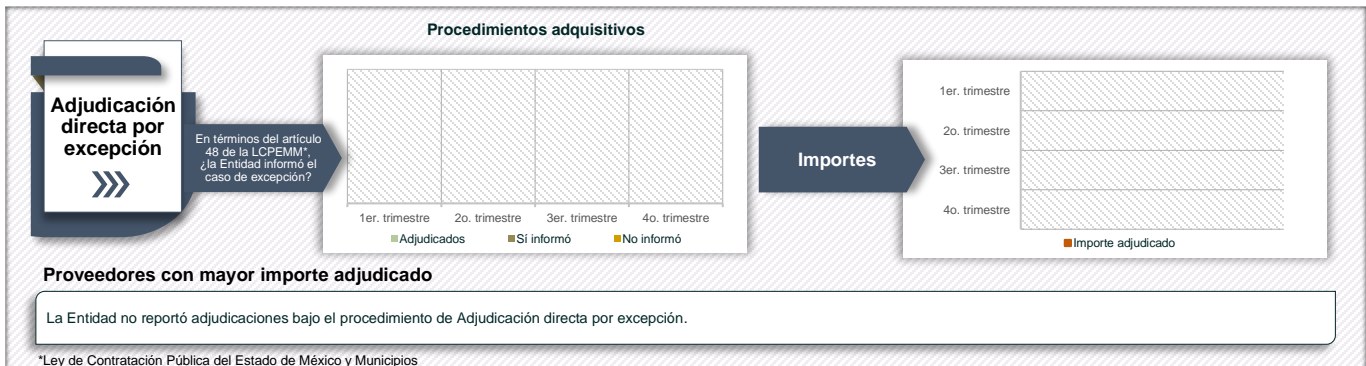 Procedimientos adquisitivos
Adjudicación
directa por
excepción
En términos del artículo
48 de la LCPEMM*,
¿la Entidad informó el
caso de excepción?
1er. trimestre 2o. trimestre 3er. trimestre 4o. trimestre
Adjudicados Sí informó No informó
Importes
1er. trimestre
2o. trimestre
3er. trimestre
4o. trimestre
Importe adjudicado
Proveedores con mayor importe adjudicado
La Entidad no reportó adjudicaciones bajo el procedimiento de Adjudicación directa por excepción.
*Ley de Contratación Pública del Estado de México y Municipios